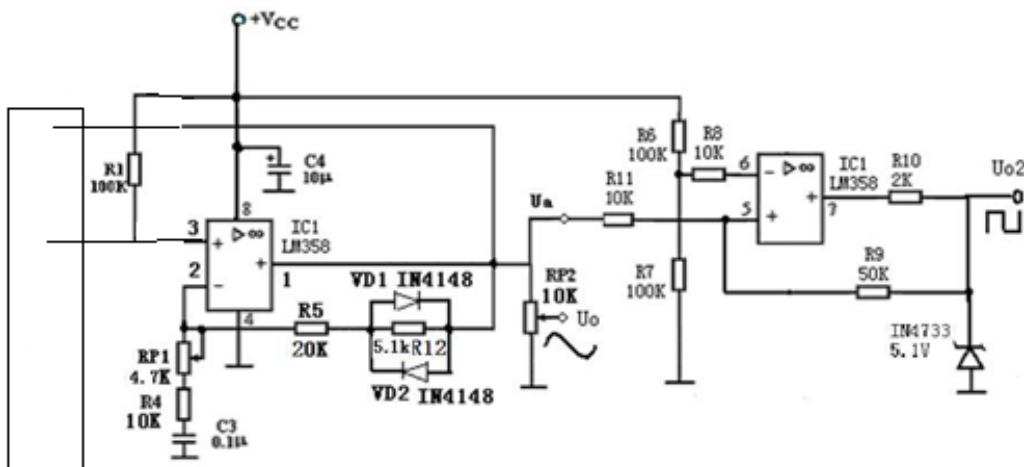 +VCC
R1
100K
C4
10μ
8
IC1
LM358
3
+
▷∞
+
2
-
1
4
VD1 IN4148
R5
20K
5.1kR12
VD2 IN4148
RP1
4.7K
R4
10K
C3
0.1μ
Ua
RP2
10K
Uo
R11
10K
R6
100K
R8
10K
6
-
▷∞
IC1
LM358
5
+
+
7
R10
2K
Uo2
R7
100K
R9
50K
IN4733
5.1V